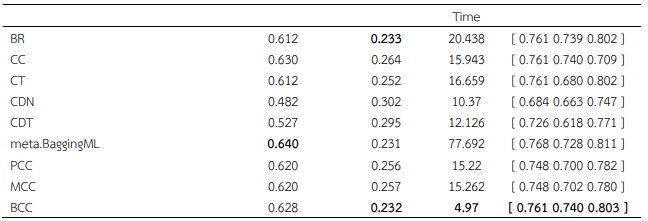 Time
BR 0.612 0.233 20.438 [ 0.761 0.739 0.802 ]
CC 0.630 0.264 15.943 [ 0.761 0.740 0.709 ]
CT 0.612 0.252 16.659 [ 0.761 0.680 0.802 ]
CDN 0.482 0.302 10.37 [ 0.684 0.663 0.747 ]
CDT 0.527 0.295 12.126 [ 0.726 0.618 0.771 ]
meta.BaggingML 0.640 0.231 77.692 [ 0.768 0.728 0.811 ]
PCC 0.620 0.256 15.22 [ 0.748 0.700 0.782 ]
MCC 0.620 0.257 15.262 [ 0.748 0.702 0.780 ]
BCC 0.628 0.232 4.97 [ 0.761 0.740 0.803 ]